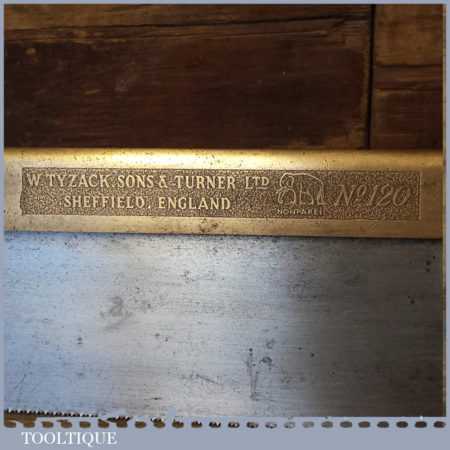 W. TYZACK, SONS & TURNER LTD
SHEFFIELD, ENGLAND
NONPAREIL
No 120
TOOLTIQUE